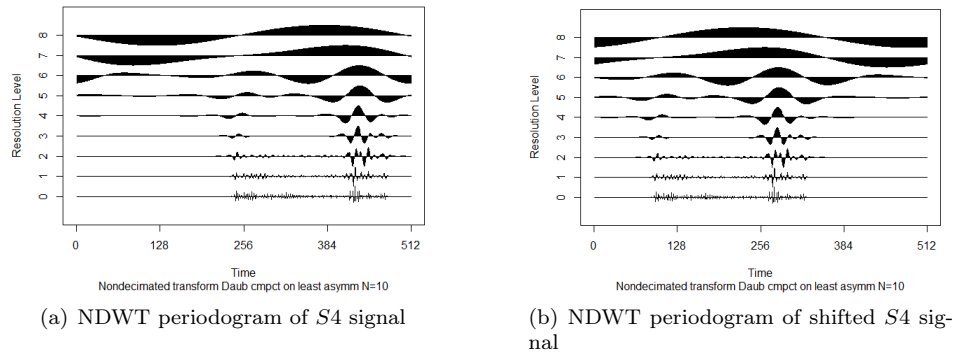 Resolution Level
8
7
6
5
4
3
2
1
0
0 128 256 384 512
Time
Nondecimated transform Daub cmpct on least asymm N=10
(a) NDWT periodogram of S4 signal
Resolution Level
8
7
6
5
4
3
2
1
0
0 128 256 384 512
Time
Nondecimated transform Daub cmpct on least asymm N=10
(b) NDWT periodogram of shifted S4 sig-
nal